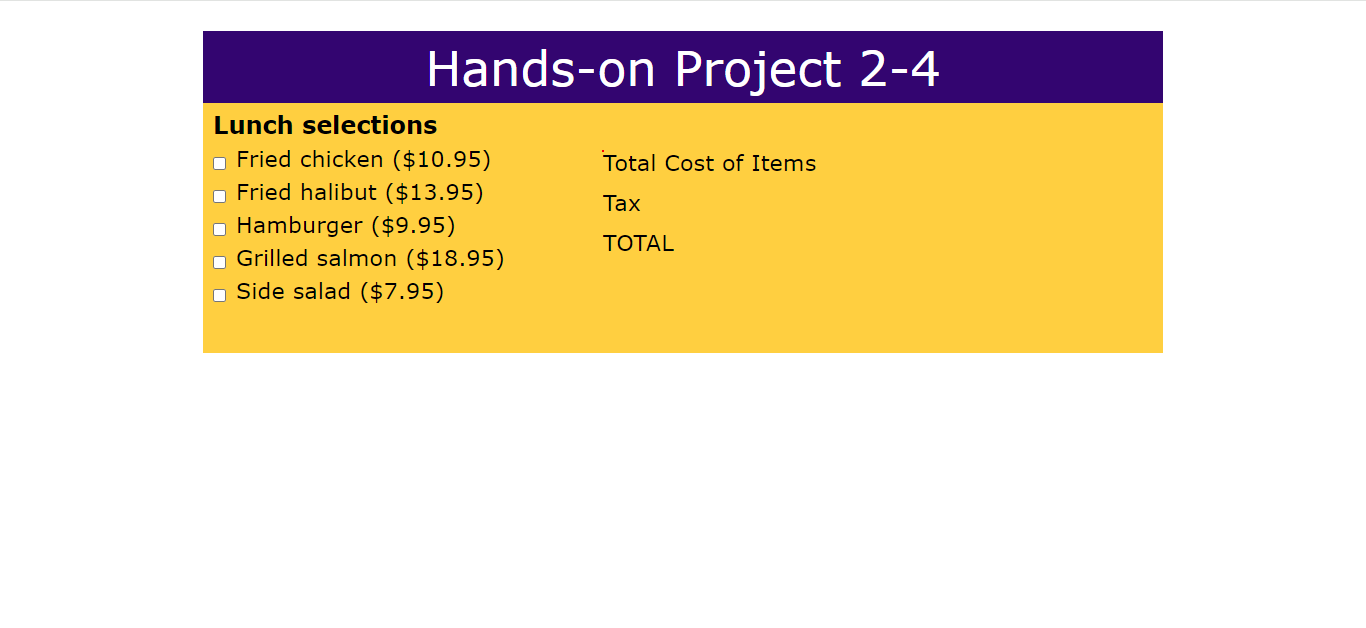 Hands-on Project 2-4
Lunch selections
Fried chicken ($10.95)
Fried halibut ($13.95)
Hamburger ($9.95)
Grilled salmon ($18.95)
Side salad ($7.95)
Total Cost of Items
Tax
TOTAL